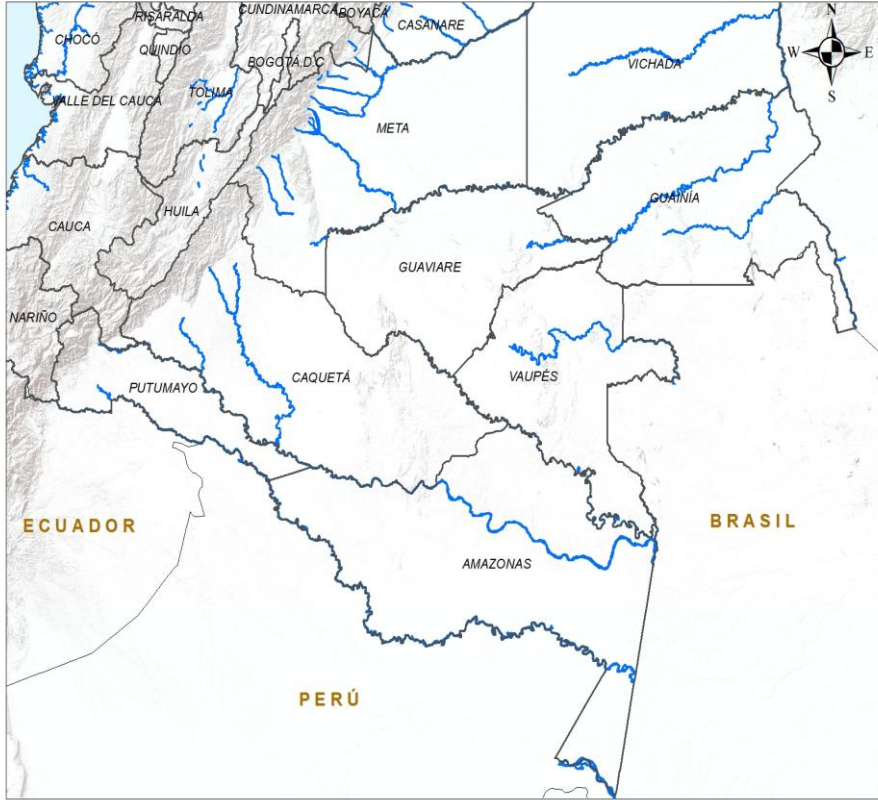 CUNDINAMARCA
BOYACÁ
RISARALDA
CASANARE
N
CHOCÓ
QUINDIO
W
E
BOGOTÁ D.C
VICHADA
TOLIMA
VALLE DEL CAUCA
S
META
GUAINÍA
HUILA
CAUCA
GUAVIARE
NARIÑO
CAQUETÁ
VAUPÉS
PUTUMAYO
ECUADOR
BRASIL
AMAZONAS
PERÚ